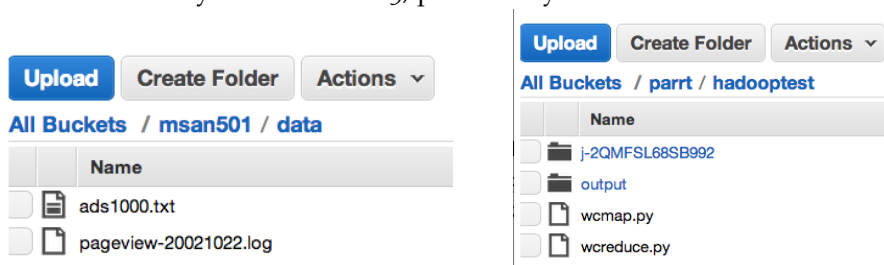 Upload Create Folder Actions
All Buckets / msan501 / data
Name
ads1000.txt
pageview-20021022.log
Upload Create Folder Actions
All Buckets / parrt / hadooptest
Name
j-2QMFSL68SB992
output
wcmap.py
wcreduce.py